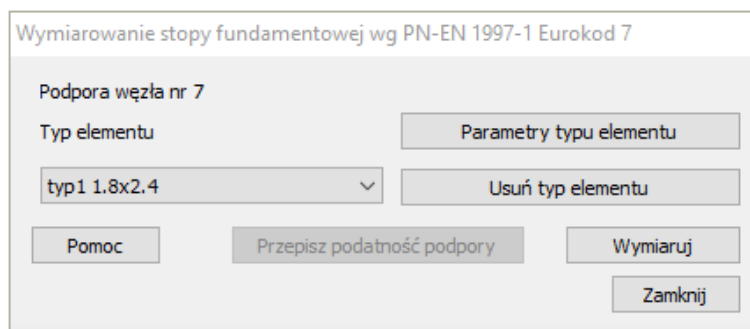 Wymiarowanie stopy fundamentowej wg PN-EN 1997-1 Eurokod 7
Podpora węzła nr 7
Typ elementu
Parametry typu elementu
typ1 1.8x2.4
Usuń typ elementu
Pomoc
Przepisz podatność podpory
Wymiaruj
Zamknij